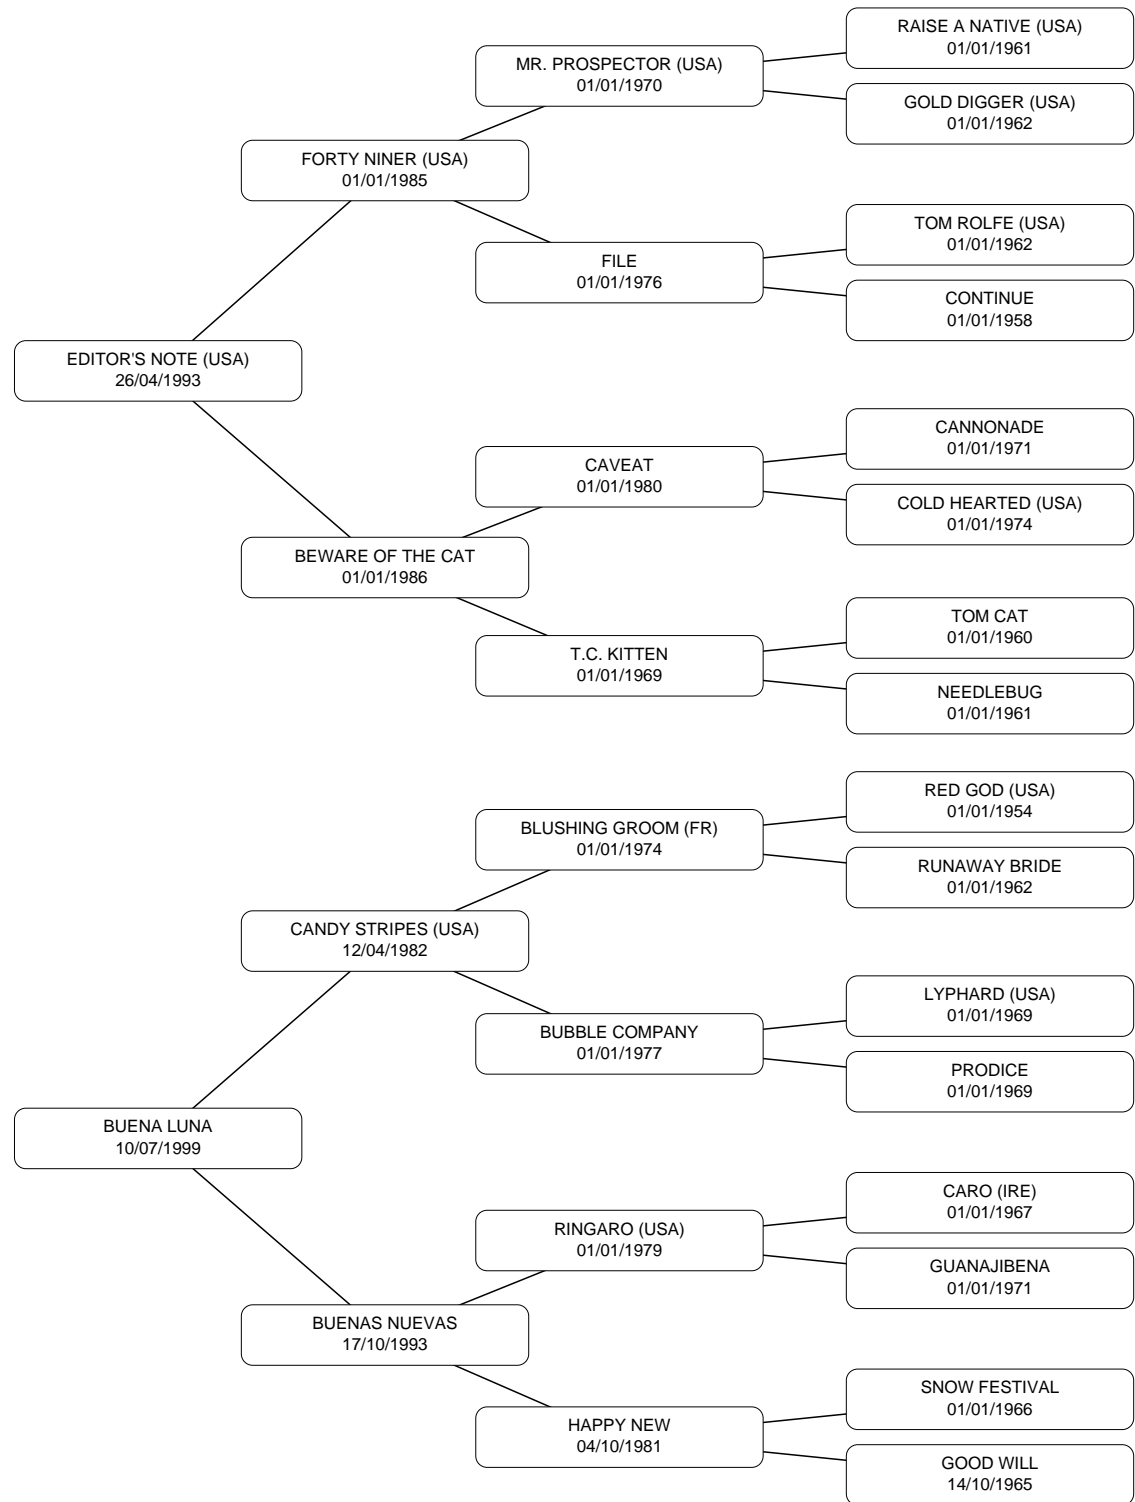 RAISE A NATIVE (USA)
01/01/1961
MR. PROSPECTOR (USA)
01/01/1970
GOLD DIGGER (USA)
01/01/1962
FORTY NINER (USA)
01/01/1985
TOM ROLFE (USA)
01/01/1962
FILE
01/01/1976
CONTINUE
01/01/1958
EDITOR'S NOTE (USA)
26/04/1993
CANNONADE
01/01/1971
CAVEAT
01/01/1980
COLD HEARTED (USA)
01/01/1974
BEWARE OF THE CAT
01/01/1986
TOM CAT
01/01/1960
T.C. KITTEN
01/01/1969
NEEDLEBUG
01/01/1961
RED GOD (USA)
01/01/1954
BLUSHING GROOM (FR)
01/01/1974
RUNAWAY BRIDE
01/01/1962
CANDY STRIPES (USA)
12/04/1982
LYPHARD (USA)
01/01/1969
BUBBLE COMPANY
01/01/1977
PRODICE
01/01/1969
BUENA LUNA
10/07/1999
CARO (IRE)
01/01/1967
RINGARO (USA)
01/01/1979
GUANAJIBENA
01/01/1971
BUENAS NUEVAS
17/10/1993
SNOW FESTIVAL
01/01/1966
HAPPY NEW
04/10/1981
GOOD WILL
14/10/1965